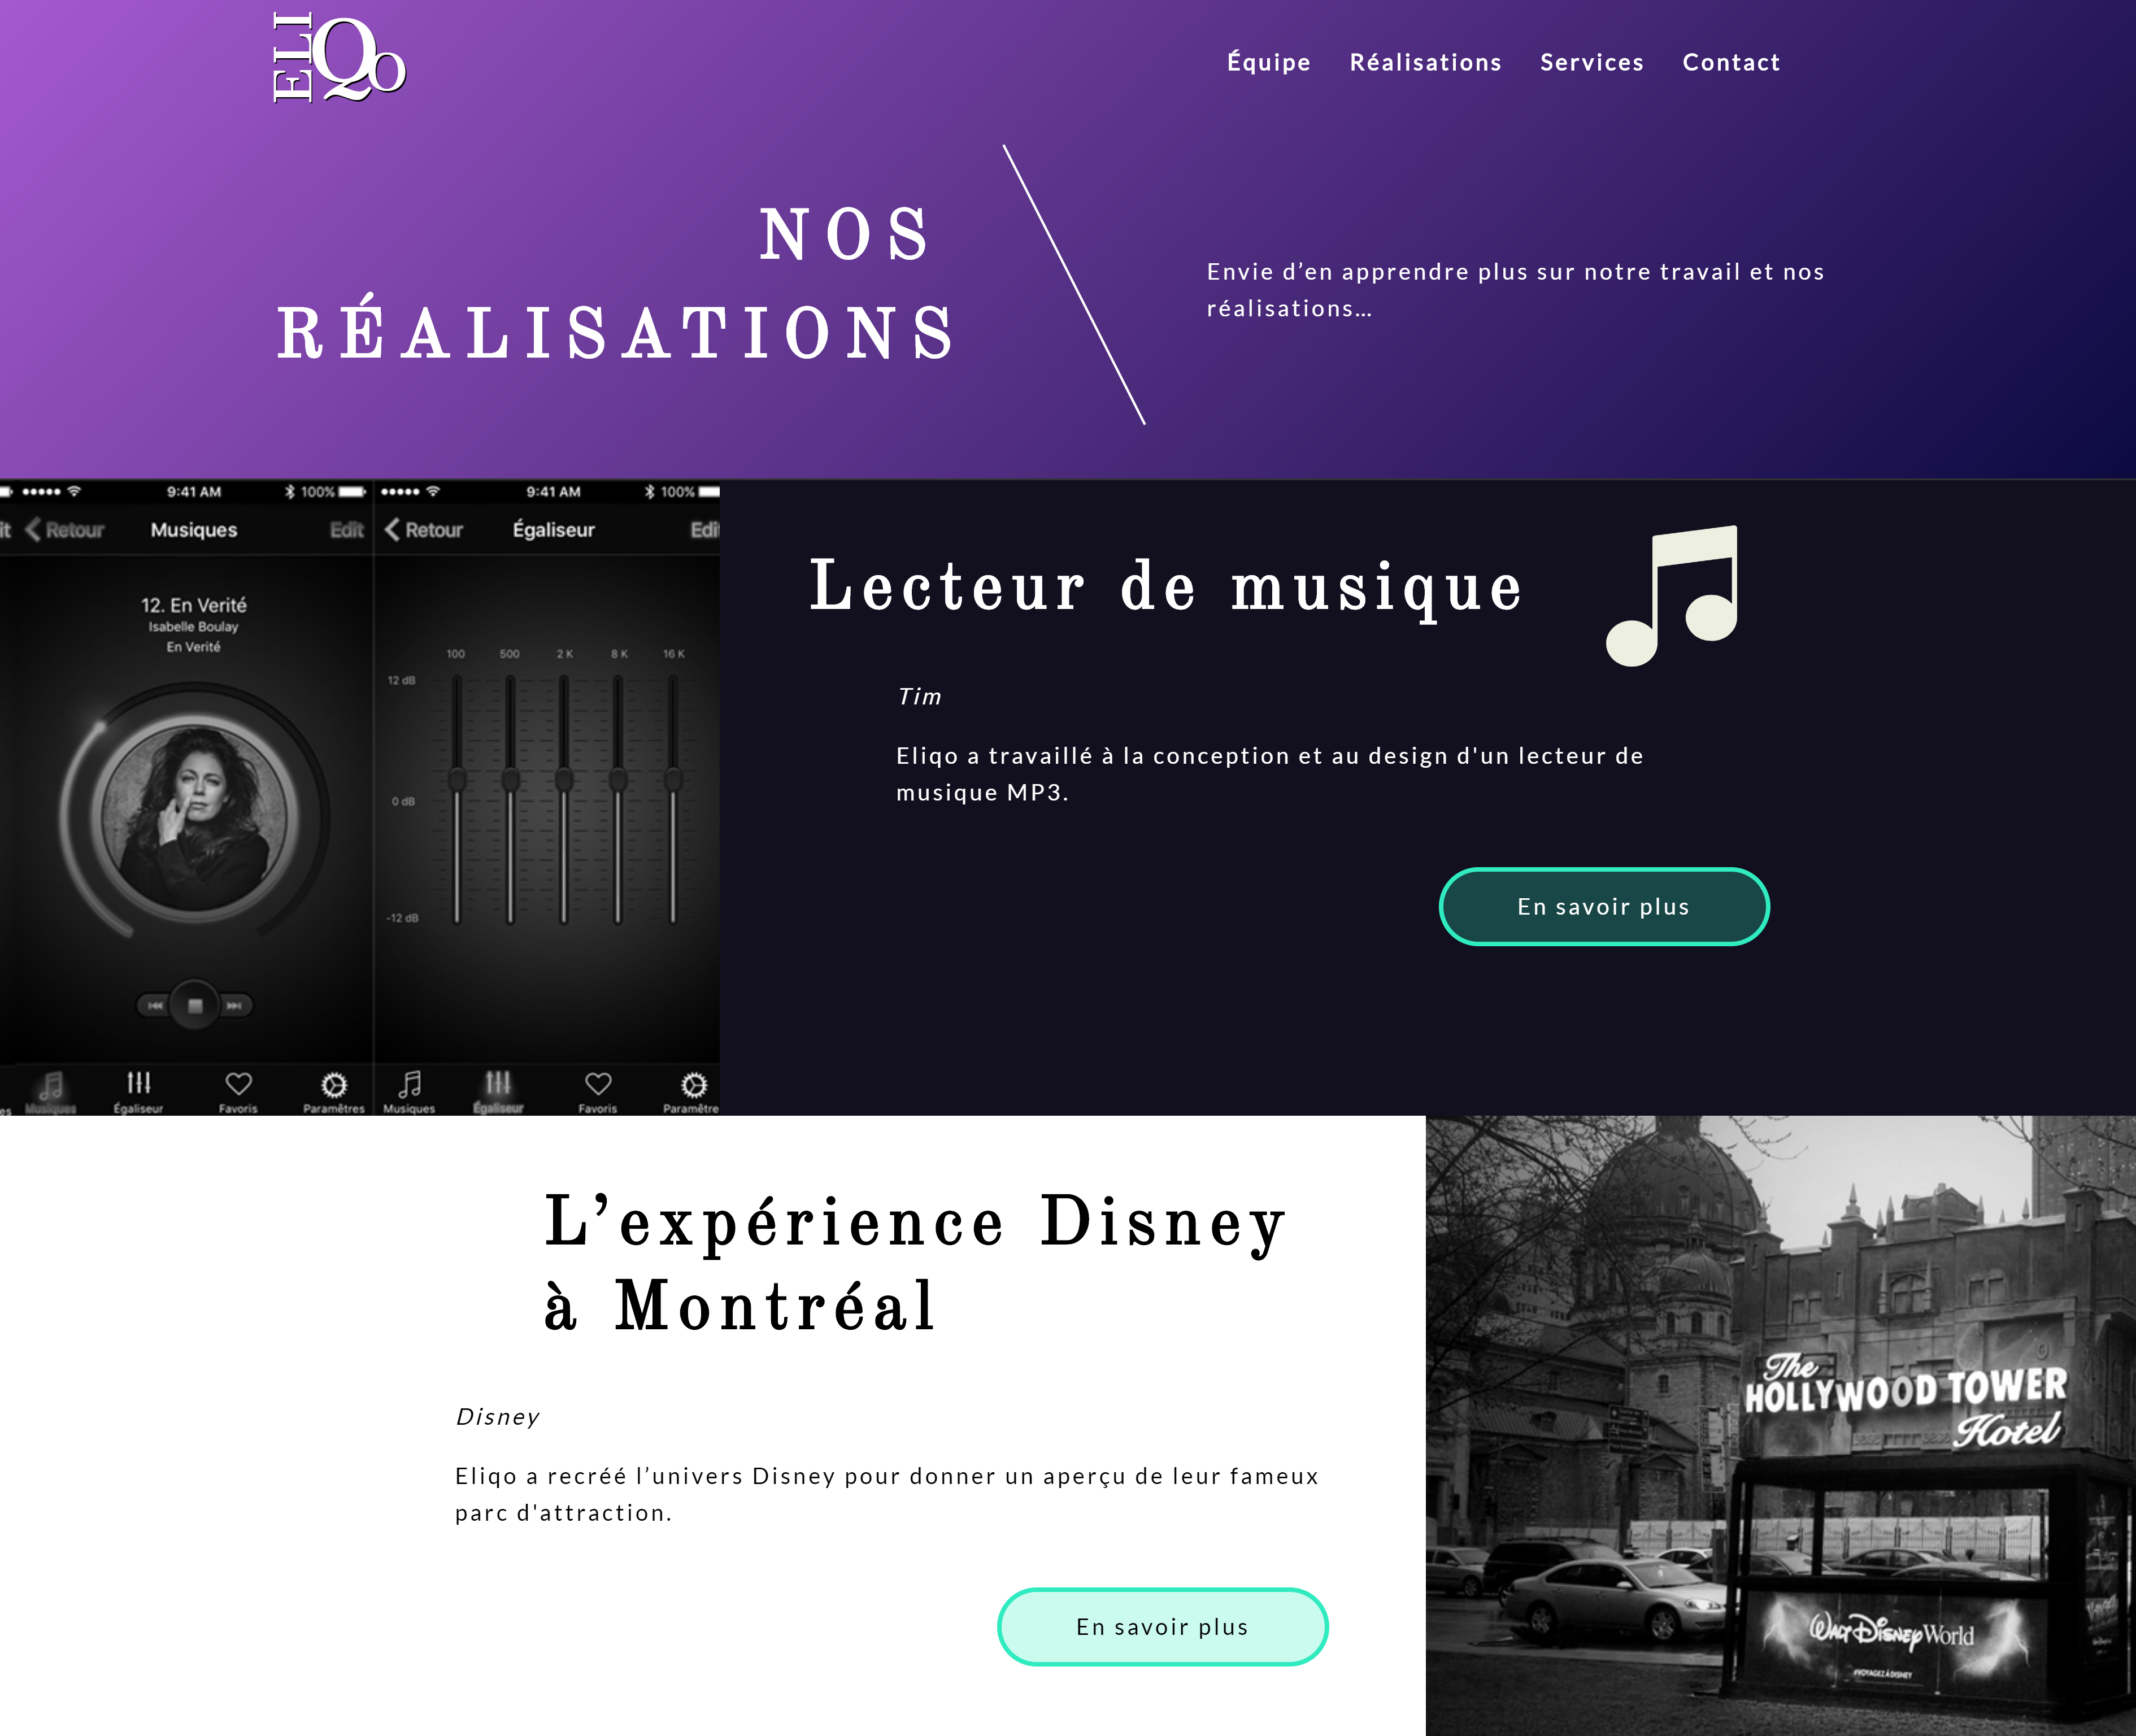 ELIQo
Équipe Réalisations Services Contact
NOS
RÉALISATIONS
Envie d’en apprendre plus sur notre travail et nos
réalisations…
9:41 AM 100%
it Retour Musiques Edit
12. En Verité
Isabelle Boulay
En Verité
es Musiques Égaliseur Favoris Paramètres
9:41 AM 100%
Retour Égaliseur Edit
100 500 2 K 8 K 16 K
12 dB
0 dB
-12 dB
Musiques Égaliseur Favoris Paramètre
Lecteur de musique
Tim
Eliqo a travaillé à la conception et au design d'un lecteur de
musique MP3.
En savoir plus
L’expérience Disney
à Montréal
Disney
Eliqo a recréé l’univers Disney pour donner un aperçu de leur fameux
parc d'attraction.
En savoir plus
The
HOLLYWOOD TOWER
Hotel
WALT DISNEY World
#VOYAGEZÀDISNEY